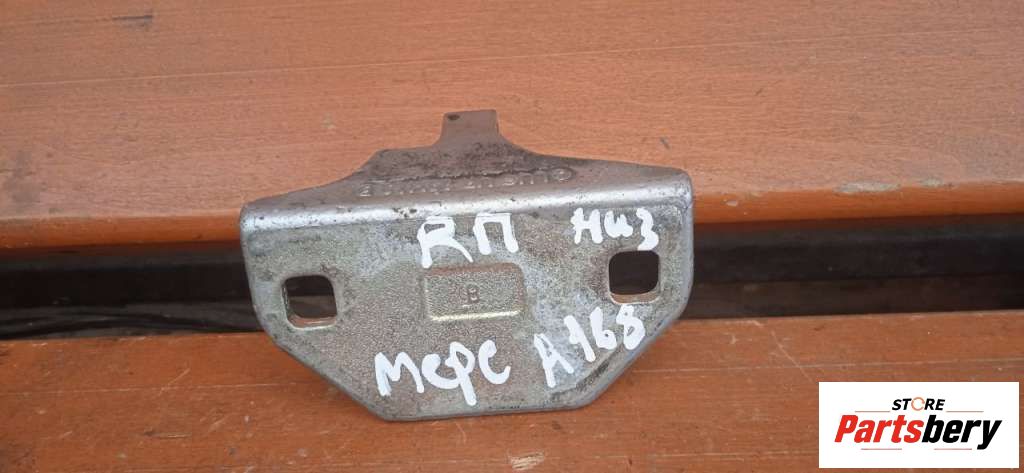 RП низ
B
Мерс А168
STORE
Partsbery